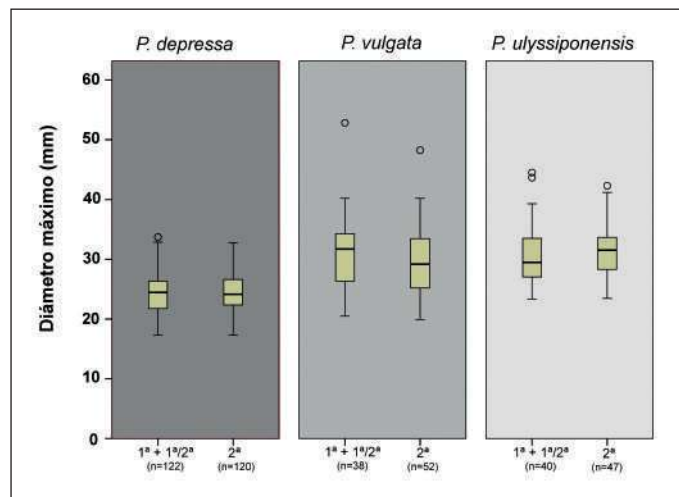 P. depressa P. vulgata P. ulyssiponensis
Diámetro máximo (mm)
60
50
40
30
20
10
0
1ª + 1ª/2ª 2ª 1ª + 1ª/2ª 2ª 1ª + 1ª/2ª 2ª
(n=122) (n=120) (n=38) (n=52) (n=40) (n=47)